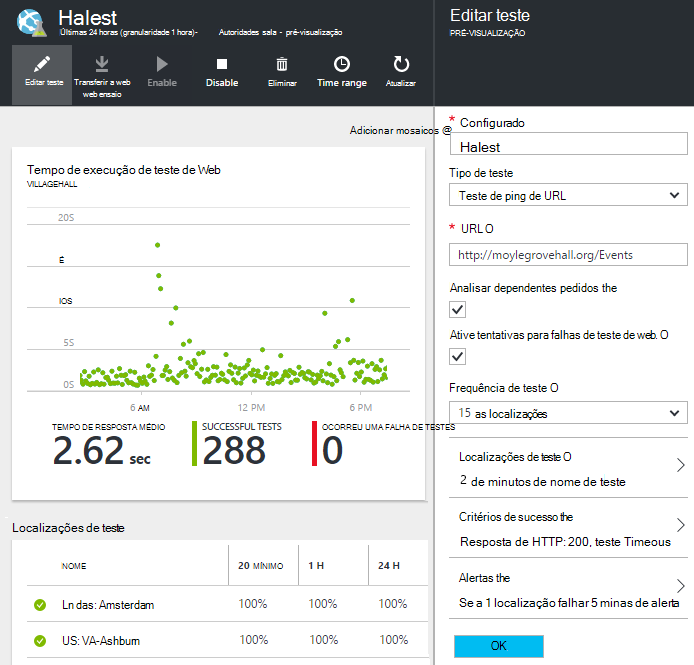 Halest
Últimas 24 horas (granularidade 1 hora)- Autoridades sala - pré-visualização
Editar teste
Transferir a web
web ensaio
Enable
Disable
Eliminar
Time range
Atualizar
Adicionar mosaicos @
Tempo de execução de teste de Web
VILLAGEHALL
20S
É
IOS
5S
0S
6 AM
12 PM
6 PM
TEMPO DE RESPOSTA MÉDIO
2.62 sec
SUCCESSFUL TESTS
288
OCORREU UMA FALHA DE TESTES
0
Localizações de teste
NOME
20 MÍNIMO
1 H
24 H
Ln das: Amsterdam
100%
100%
100%
US: VA-Ashbum
100%
100%
100%
Editar teste
PRÉ-VISUALIZAÇÃO
* Configurado
Halest
Tipo de teste
Teste de ping de URL
* URL O
http://moylegrovehall.org/Events
Analisar dependentes pedidos the
Ative tentativas para falhas de teste de web. O
Frequência de teste O
15 as localizações
Localizações de teste O
2 de minutos de nome de teste
Critérios de sucesso the
Resposta de HTTP: 200, teste Timeous
Alertas the
Se a 1 localização falhar 5 minas de alerta
OK